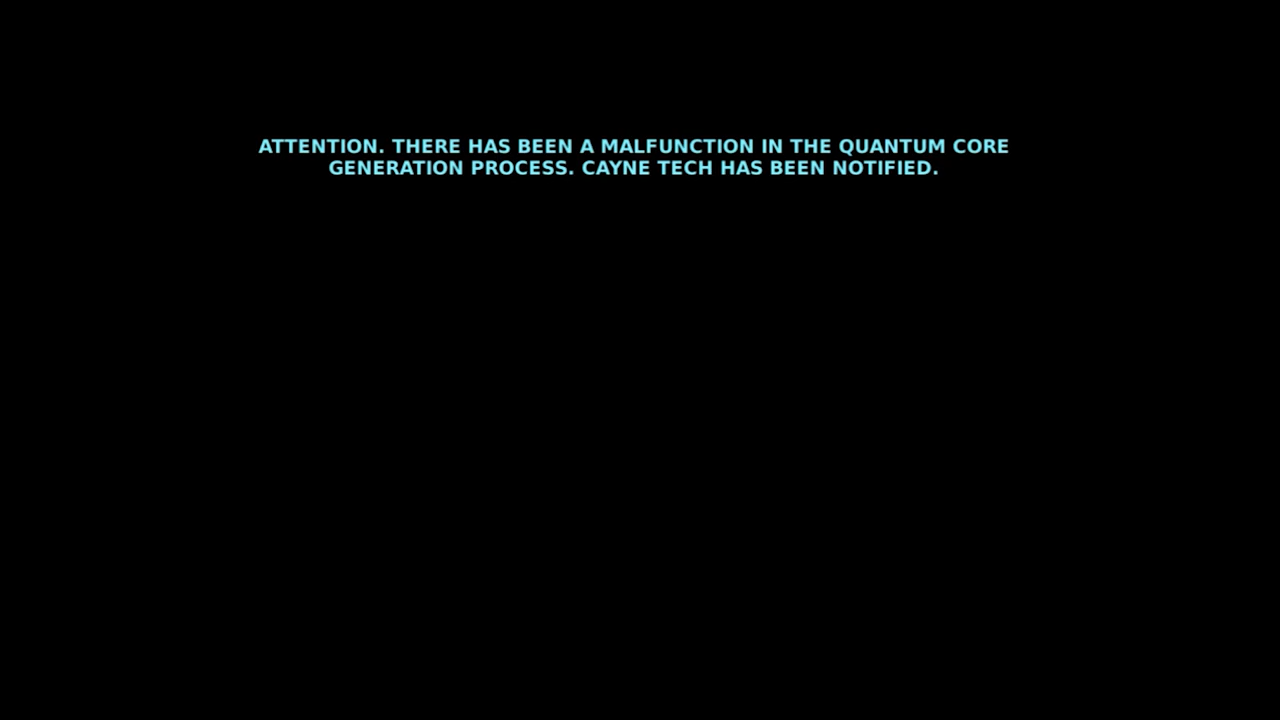 ATTENTION. THERE HAS BEEN A MALFUNCTION IN THE QUANTUM CORE
GENERATION PROCESS. CAYNE TECH HAS BEEN NOTIFIED.